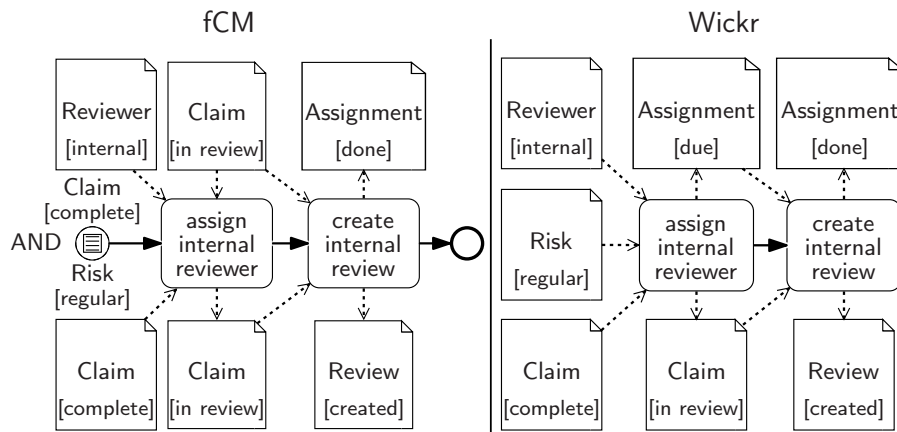 fCM
Wickr
Reviewer
[internal]
Claim
[in review]
Assignment
[done]
Claim
[complete]
AND
Risk
[regular]
assign
internal
reviewer
create
internal
review
Claim
[complete]
Claim
[in review]
Review
[created]
Reviewer
[internal]
Assignment
[due]
Assignment
[done]
Risk
[regular]
assign
internal
reviewer
create
internal
review
Claim
[complete]
Claim
[in review]
Review
[created]